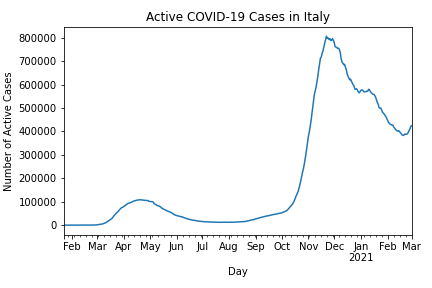 Active COVID-19 Cases in Italy
Number of Active Cases
800000
700000
600000
500000
400000
300000
200000
100000
0
Feb Mar Apr May Jun Jul Aug Sep Oct Nov Dec Jan Feb Mar
2021
Day